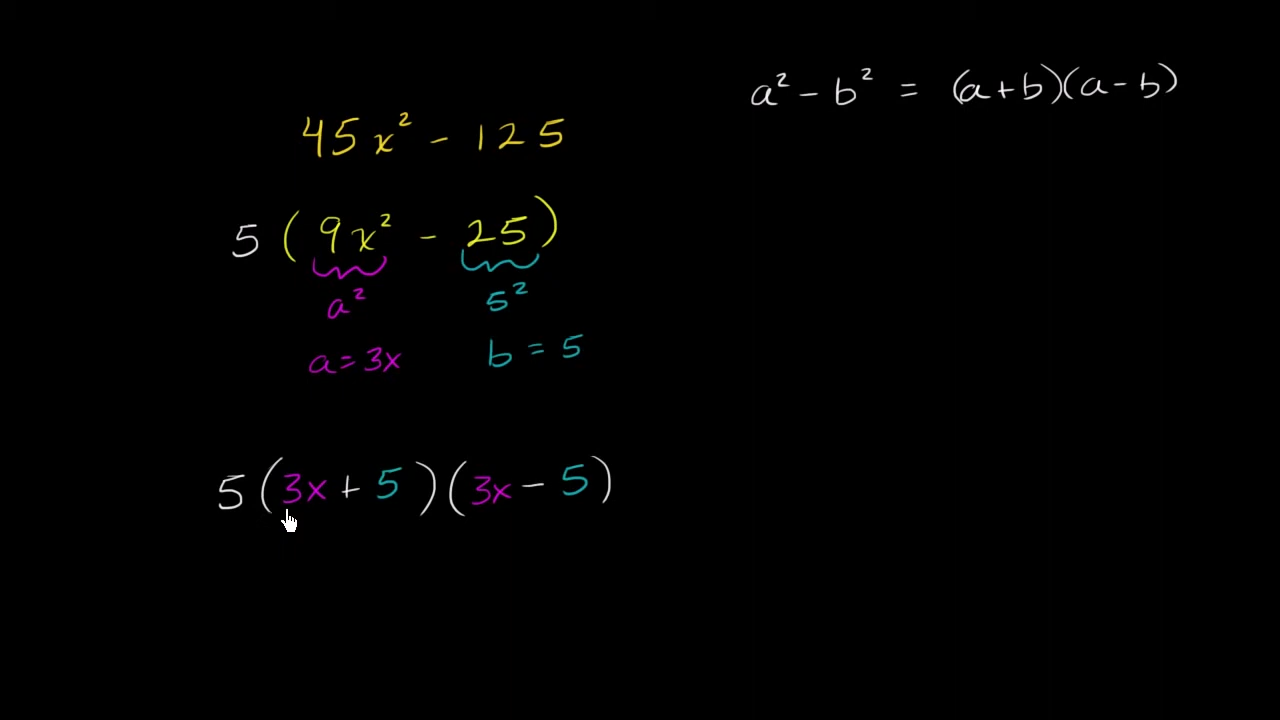 a² − b² = (a+b)(a−b)
45x² − 125
5 ( 9x² − 25 )
a² 5²
a=3x b = 5
5(3x + 5)(3x − 5)